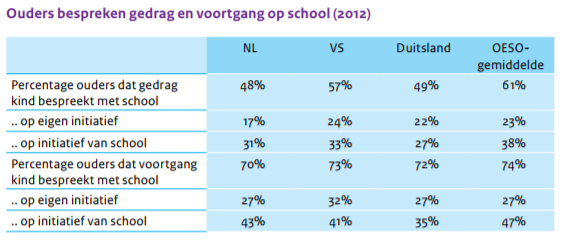 Ouders bespreken gedrag en voortgang op school (2012)
NL VS Duitsland OESO-
gemiddelde
Percentage ouders dat gedrag 48% 57% 49% 61%
kind bespreekt met school
.. op eigen initiatief 17% 24% 22% 23%
.. op initiatief van school 31% 33% 27% 38%
Percentage ouders dat voortgang 70% 73% 72% 74%
kind bespreekt met school
.. op eigen initiatief 27% 32% 27% 27%
.. op initiatief van school 43% 41% 35% 47%